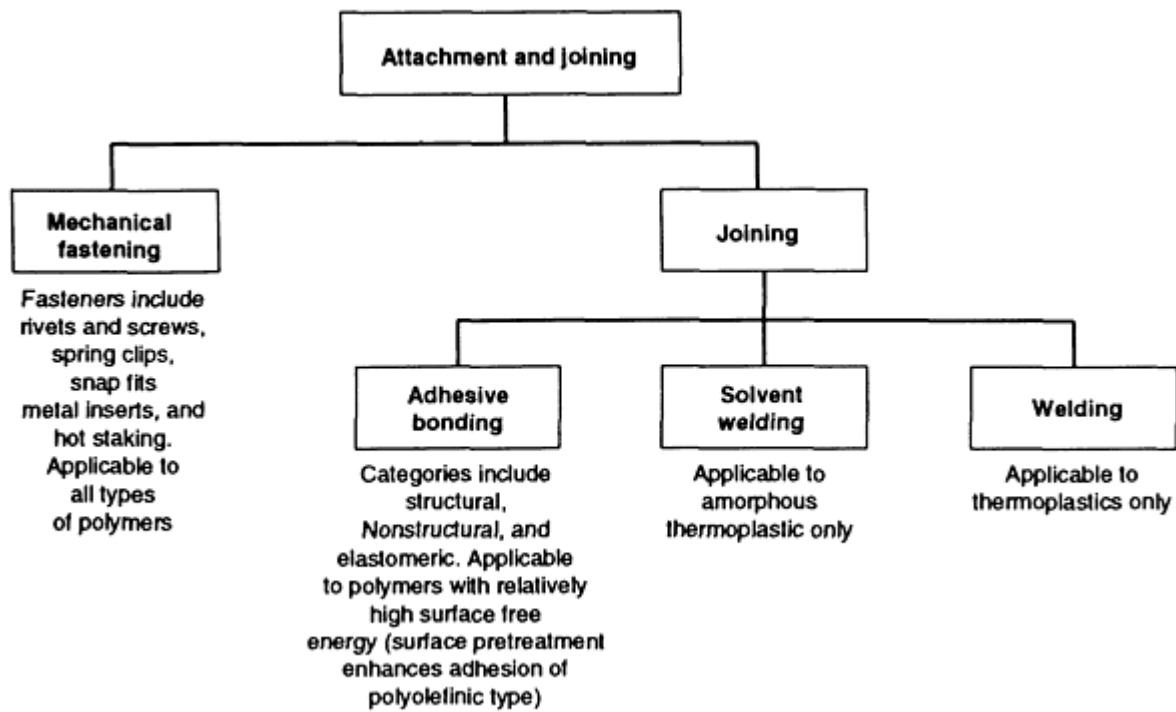 Attachment and joining
Mechanical
fastening
Fasteners include
rivets and screws,
spring clips,
snap fits
metal inserts, and
hot staking.
Applicable to
all types
of polymers
Joining
Adhesive
bonding
Categories include
structural,
Nonstructural, and
elastomeric. Applicable
to polymers with relatively
high surface free
energy (surface pretreatment
enhances adhesion of
polyolefinic type)
Solvent
welding
Applicable to
amorphous
thermoplastic only
Welding
Applicable to
thermoplastics only